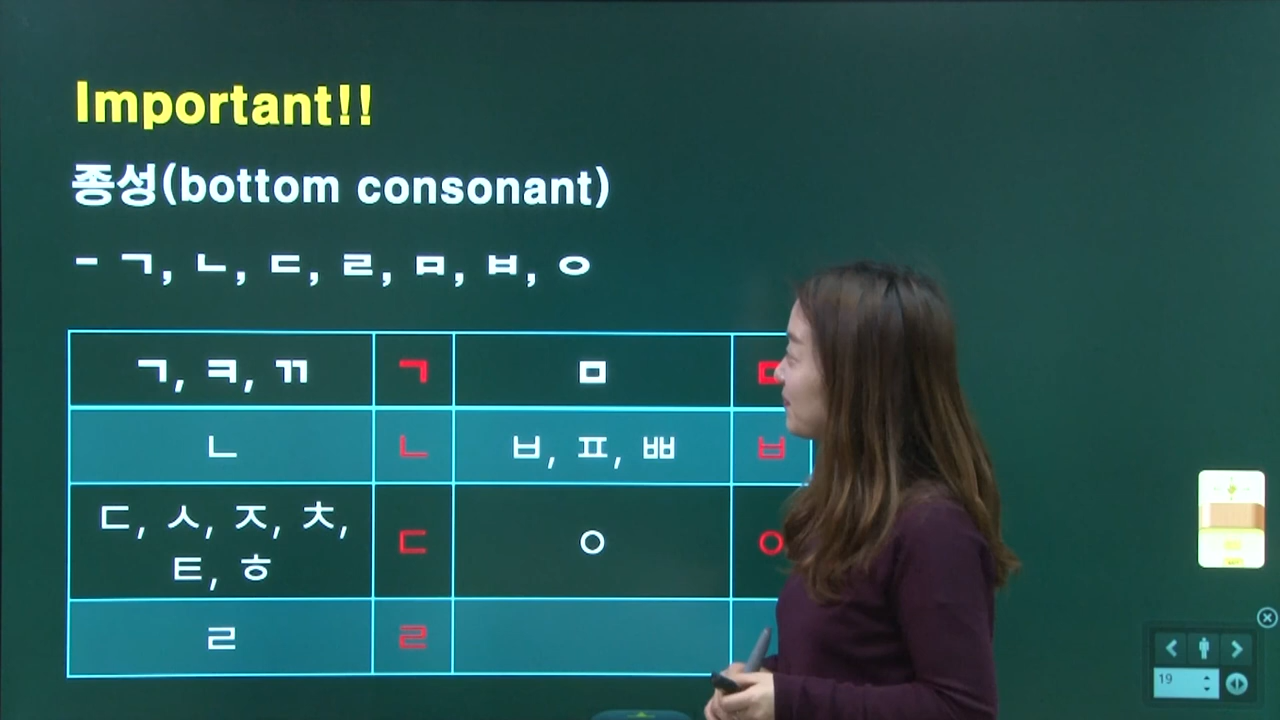 Important!!
종성(bottom consonant)
- ㄱ, ㄴ, ㄷ, ㄹ, ㅁ, ㅂ, ㅇ
ㄱ, ㅋ, ㄲ ㄱ ㅁ ㅁ
ㄴ ㄴ ㅂ, ㅍ, ㅃ ㅂ
ㄷ, ㅅ, ㅈ, ㅊ,
ㅌ, ㅎ ㄷ ㅇ ㅇ
ㄹ ㄹ
19